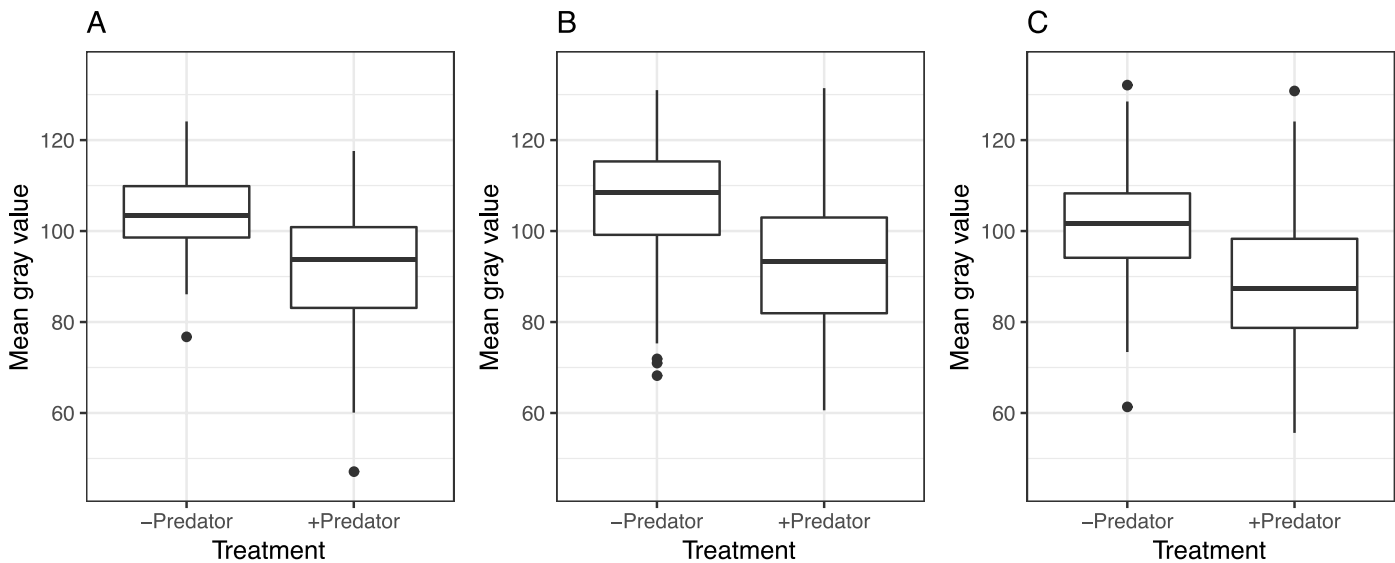 A
Mean gray value
120
100
80
60
−Predator
+Predator
Treatment
B
Mean gray value
120
100
80
60
−Predator
+Predator
Treatment
C
Mean gray value
120
100
80
60
−Predator
+Predator
Treatment